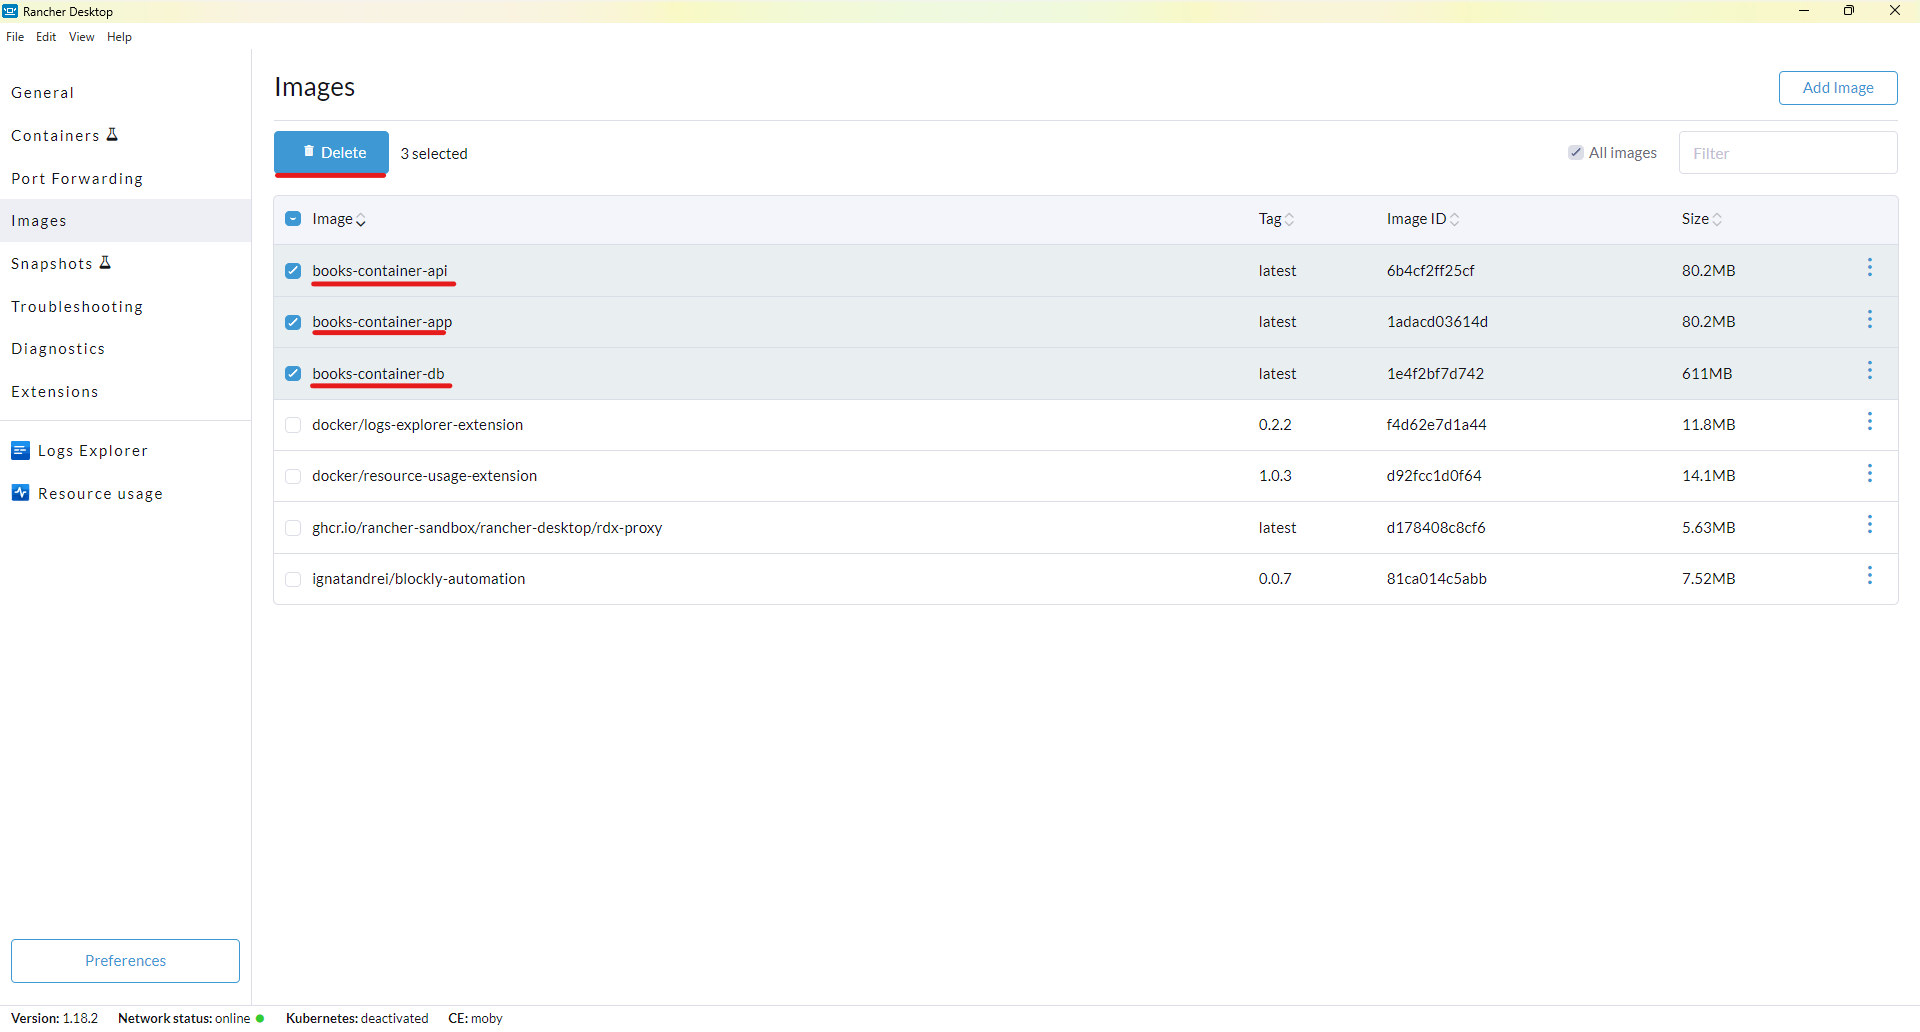 Rancher Desktop
File Edit View Help
General
Containers
Port Forwarding
Images
Snapshots
Troubleshooting
Diagnostics
Extensions
Logs Explorer
Resource usage
Preferences
Images
Add Image
Delete 3 selected All images Filter
Image Tag Image ID Size
books-container-api latest 6b4cf2ff25cf 80.2MB
books-container-app latest 1adacd03614d 80.2MB
books-container-db latest 1e4f2bf7d742 611MB
docker/logs-explorer-extension 0.2.2 f4d62e7d1a44 11.8MB
docker/resource-usage-extension 1.0.3 d92fcc1d0f64 14.1MB
ghcr.io/rancher-sandbox/rancher-desktop/rdx-proxy latest d178408c8cf6 5.63MB
ignatandrei/blockly-automation 0.0.7 81ca014c5abb 7.52MB
Version: 1.18.2 Network status: online Kubernetes: deactivated CE: moby